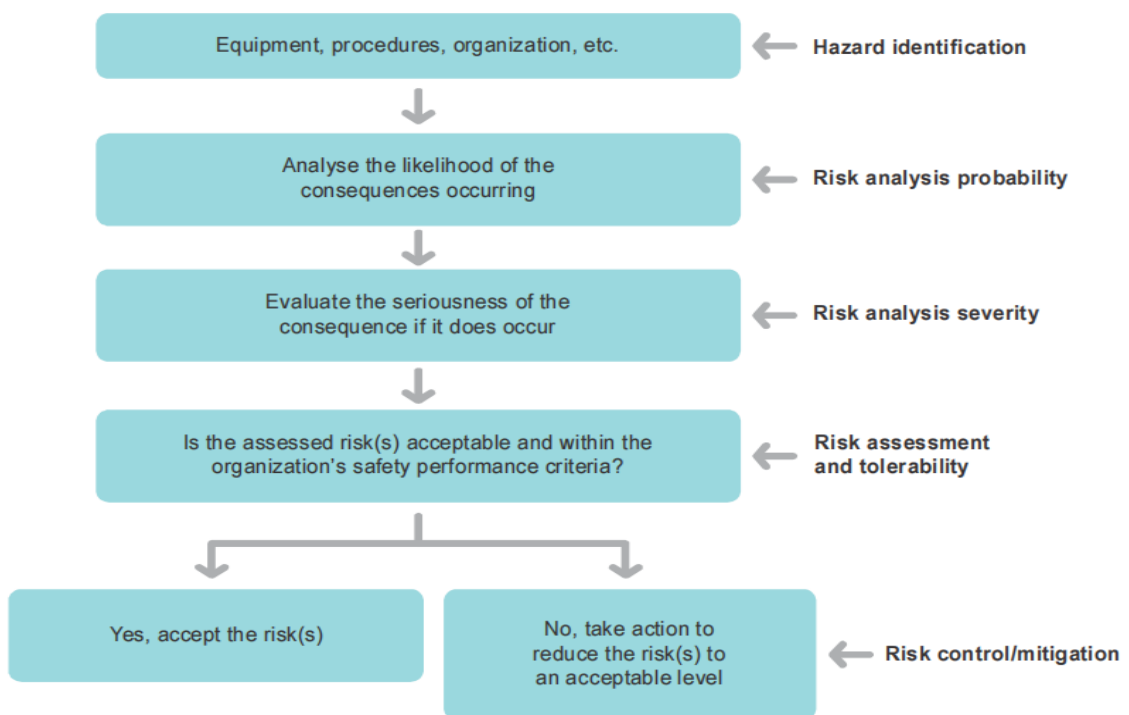 Equipment, procedures, organization, etc.
Hazard identification
Analyse the likelihood of the
consequences occurring
Risk analysis probability
Evaluate the seriousness of the
consequence if it does occur
Risk analysis severity
Is the assessed risk(s) acceptable and within the
organization's safety performance criteria?
Risk assessment
and tolerability
Yes, accept the risk(s)
No, take action to
reduce the risk(s) to
an acceptable level
Risk control/mitigation